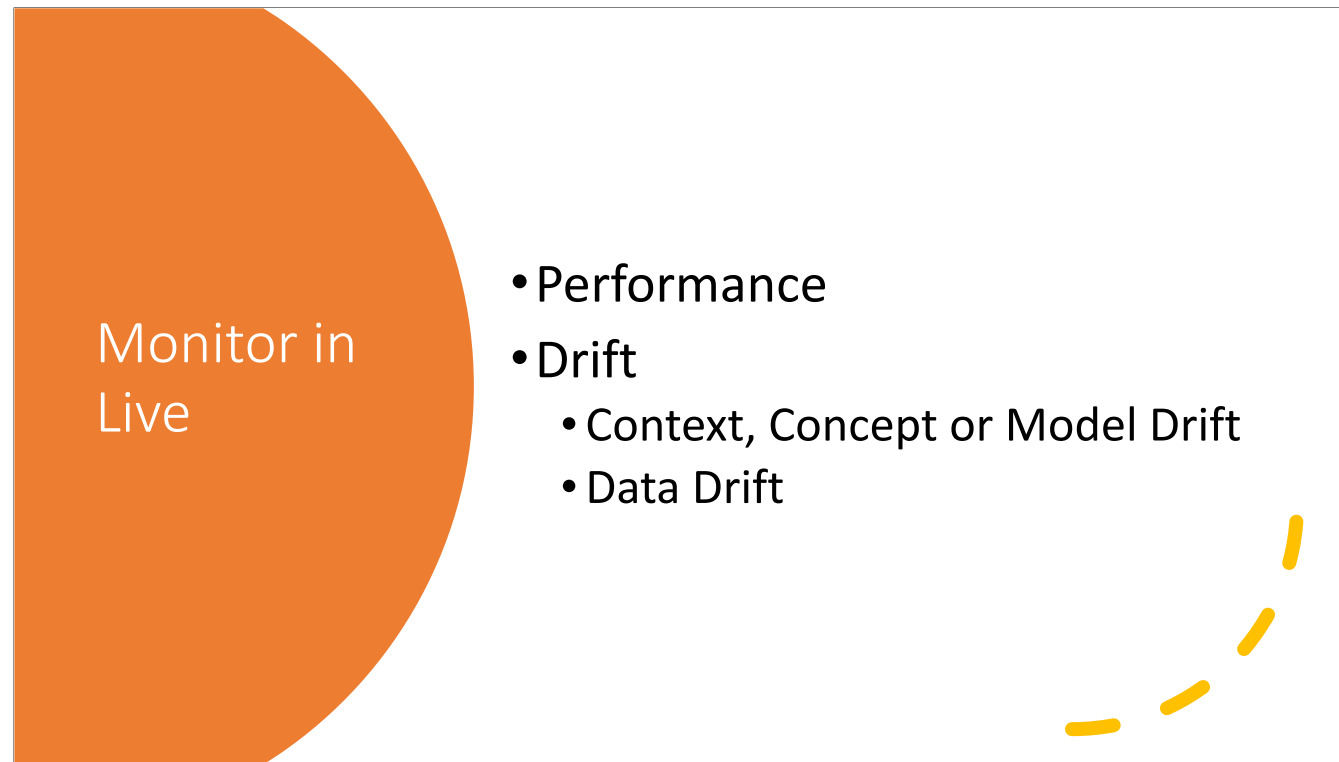 Monitor in
Live
•Performance
•Drift
•Context, Concept or Model Drift
•Data Drift